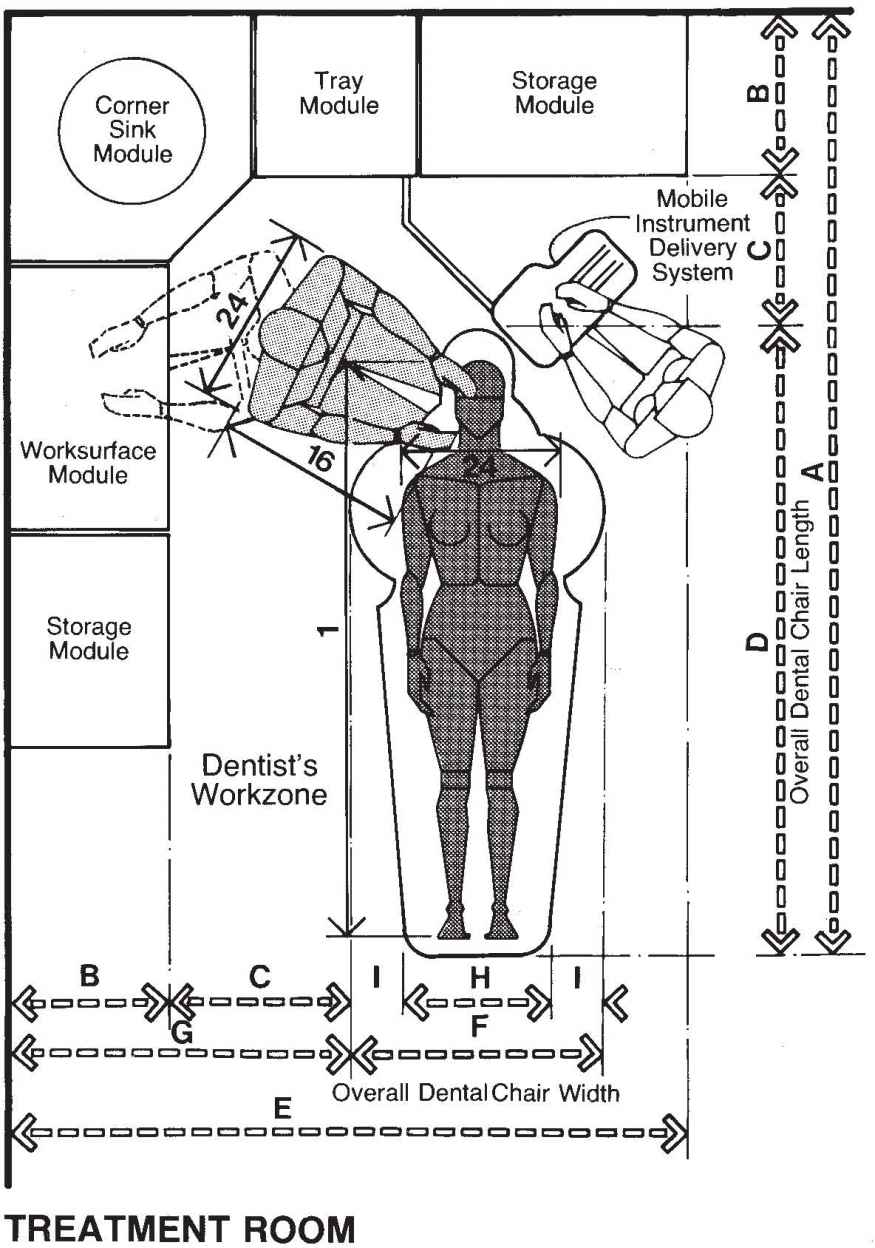 Corner
Sink
Module
Tray
Module
Storage
Module
B
A
Mobile
Instrument
Delivery
System
C
24
Worksurface
Module
16
24
Storage
Module
1
D
Overall Dental Chair Length
Dentist's
Workzone
B
C
I
H
I
G
F
Overall Dental Chair Width
E
TREATMENT ROOM